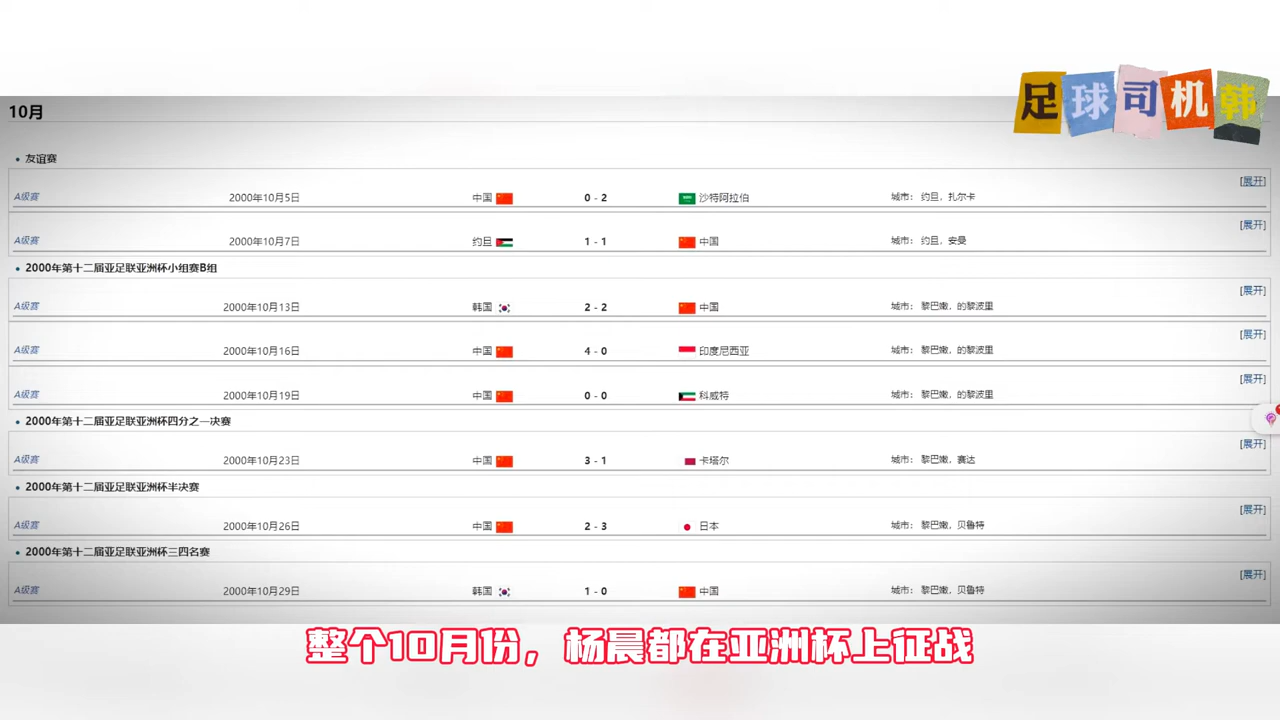 足球司机韩
10月
友谊赛
[展开]
A级赛 2000年10月5日 中国 0 - 2 沙特阿拉伯 城市： 约旦，扎尔卡
[展开]
A级赛 2000年10月7日 约旦 1 - 1 中国 城市： 约旦，安曼
2000年第十二届亚足联亚洲杯小组赛B组
[展开]
A级赛 2000年10月13日 韩国 2 - 2 中国 城市： 黎巴嫩，的黎波里
[展开]
A级赛 2000年10月16日 中国 4 - 0 印度尼西亚 城市： 黎巴嫩，的黎波里
[展开]
A级赛 2000年10月19日 中国 0 - 0 科威特 城市： 黎巴嫩，的黎波里
2000年第十二届亚足联亚洲杯四分之一决赛
[展开]
A级赛 2000年10月23日 中国 3 - 1 卡塔尔 城市： 黎巴嫩，赛达
2000年第十二届亚足联亚洲杯半决赛
[展开]
A级赛 2000年10月26日 中国 2 - 3 日本 城市： 黎巴嫩，贝鲁特
2000年第十二届亚足联亚洲杯三四名赛
[展开]
A级赛 2000年10月29日 韩国 1 - 0 中国 城市： 黎巴嫩，贝鲁特
整个10月份，杨晨都在亚洲杯上征战